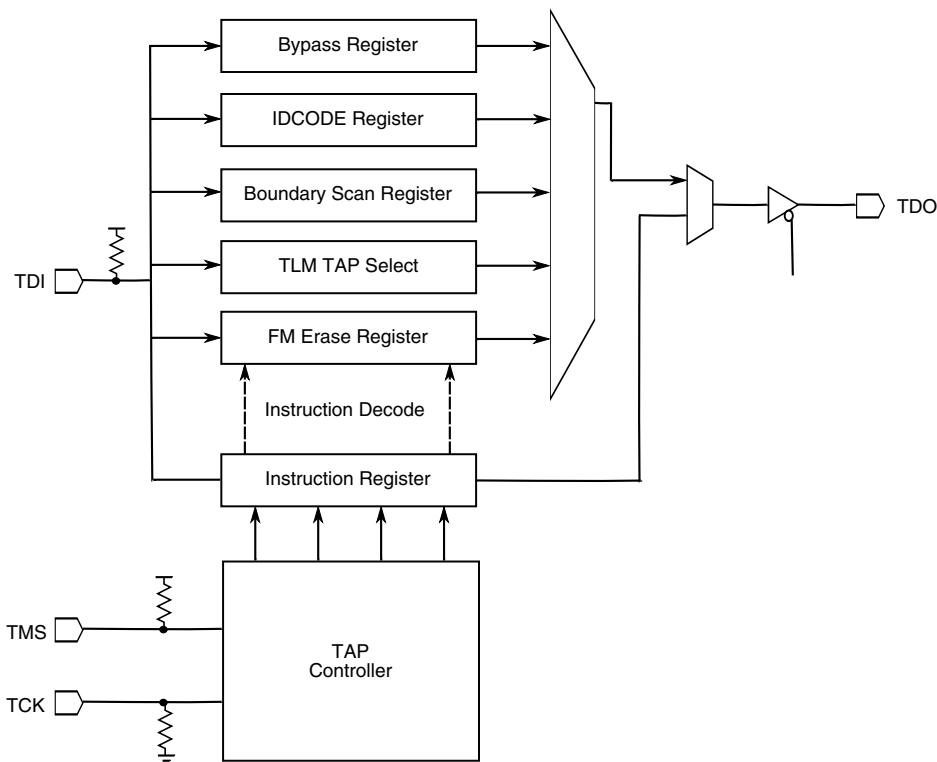 Bypass Register
IDCODE Register
Boundary Scan Register
TDO
TLM TAP Select
TDI
FM Erase Register
Instruction Decode
Instruction Register
TMS
TAP
Controller
TCK